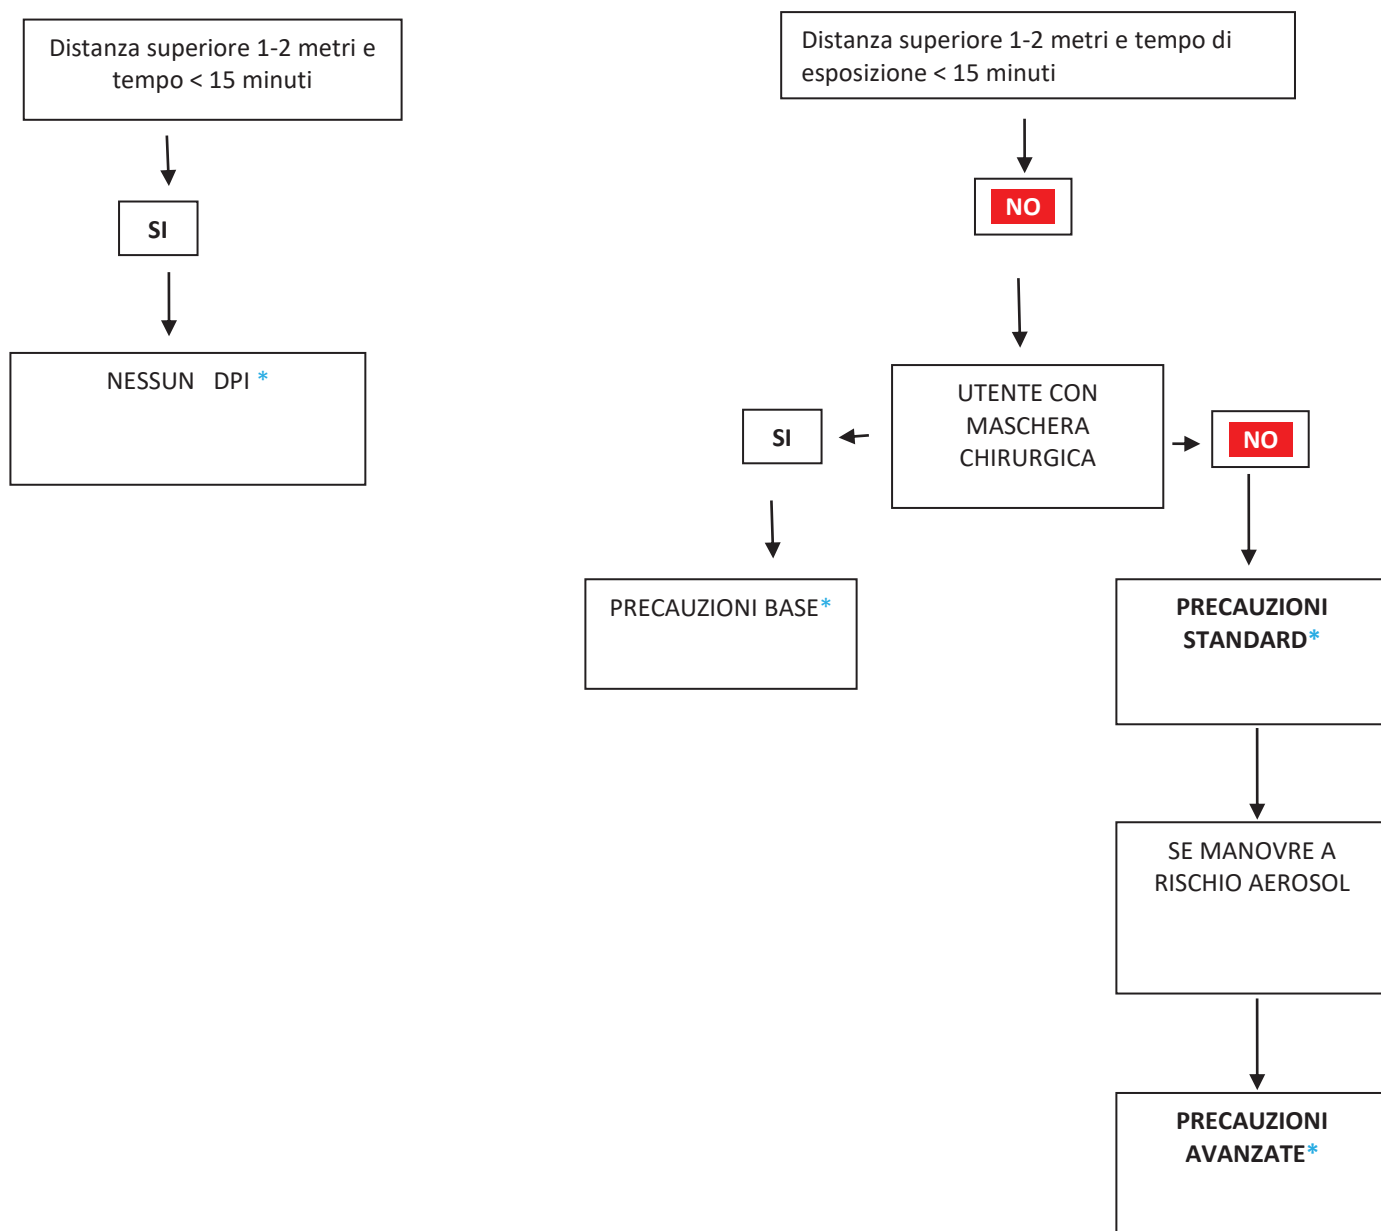 Distanza superiore 1-2 metri e
tempo < 15 minuti
SI
NESSUN DPI *
Distanza superiore 1-2 metri e tempo di
esposizione < 15 minuti
NO
UTENTE CON
MASCHERA
CHIRURGICA
SI
NO
PRECAUZIONI BASE*
PRECAUZIONI
STANDARD*
SE MANOVRE A
RISCHIO AEROSOL
PRECAUZIONI
AVANZATE*